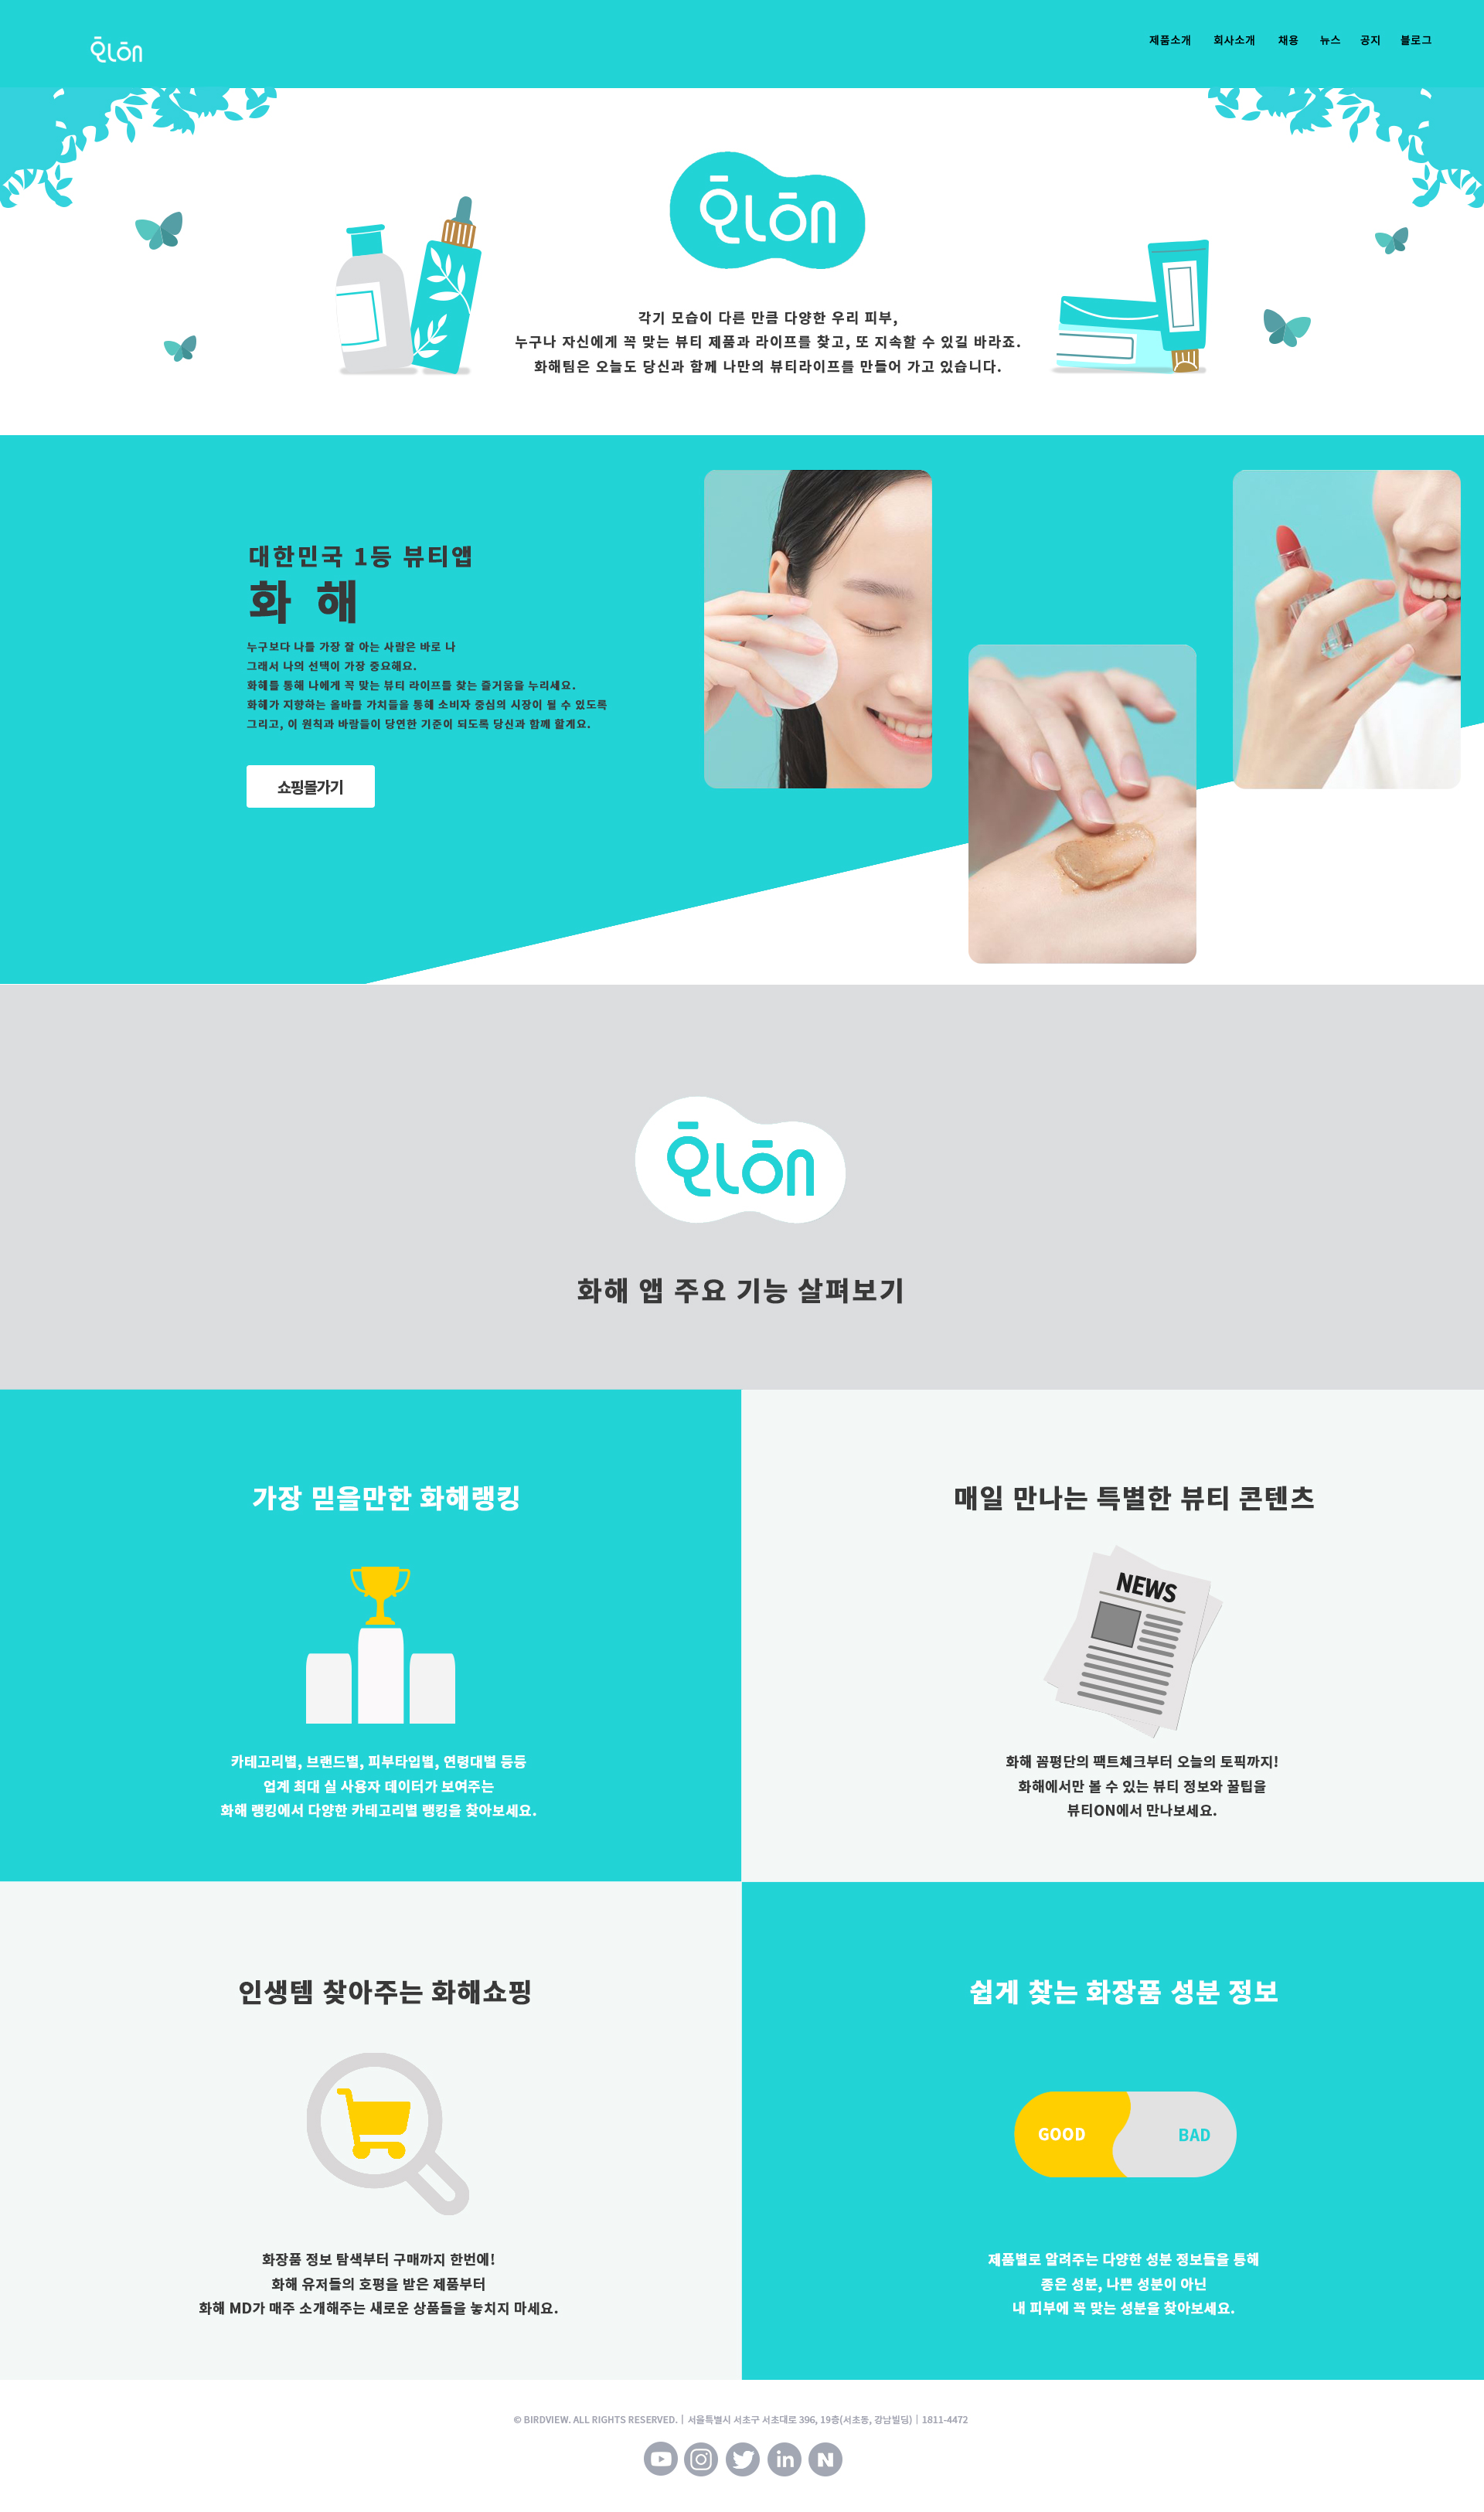 제품소개 회사소개 채용 뉴스 공지 블로그
각기 모습이 다른 만큼 다양한 우리 피부,
누구나 자신에게 꼭 맞는 뷰티 제품과 라이프를 찾고, 또 지속할 수 있길 바라죠.
화해팀은 오늘도 당신과 함께 나만의 뷰티라이프를 만들어 가고 있습니다.
대한민국 1등 뷰티앱
화 해
누구보다 나를 가장 잘 아는 사람은 바로 나
그래서 나의 선택이 가장 중요해요.
화해를 통해 나에게 꼭 맞는 뷰티 라이프를 찾는 즐거움을 누리세요.
화해가 지향하는 올바를 가치들을 통해 소비자 중심의 시장이 될 수 있도록
그리고, 이 원칙과 바람들이 당연한 기준이 되도록 당신과 함께 할게요.
쇼핑몰가기
화해 앱 주요 기능 살펴보기
가장 믿을만한 화해랭킹
카테고리별, 브랜드별, 피부타입별, 연령대별 등등
업계 최대 실 사용자 데이터가 보여주는
화해 랭킹에서 다양한 카테고리별 랭킹을 찾아보세요.
매일 만나는 특별한 뷰티 콘텐츠
NEWS
화해 꼼평단의 팩트체크부터 오늘의 토픽까지!
화해에서만 볼 수 있는 뷰티 정보와 꿀팁을
뷰티ON에서 만나보세요.
인생템 찾아주는 화해쇼핑
화장품 정보 탐색부터 구매까지 한번에!
화해 유저들의 호평을 받은 제품부터
화해 MD가 매주 소개해주는 새로운 상품들을 놓치지 마세요.
쉽게 찾는 화장품 성분 정보
GOOD BAD
제품별로 알려주는 다양한 성분 정보들을 통해
좋은 성분, 나쁜 성분이 아닌
내 피부에 꼭 맞는 성분을 찾아보세요.
© BIRDVIEW. ALL RIGHTS RESERVED. | 서울특별시 서초구 서초대로 396, 19층(서초동, 강남빌딩) | 1811-4472